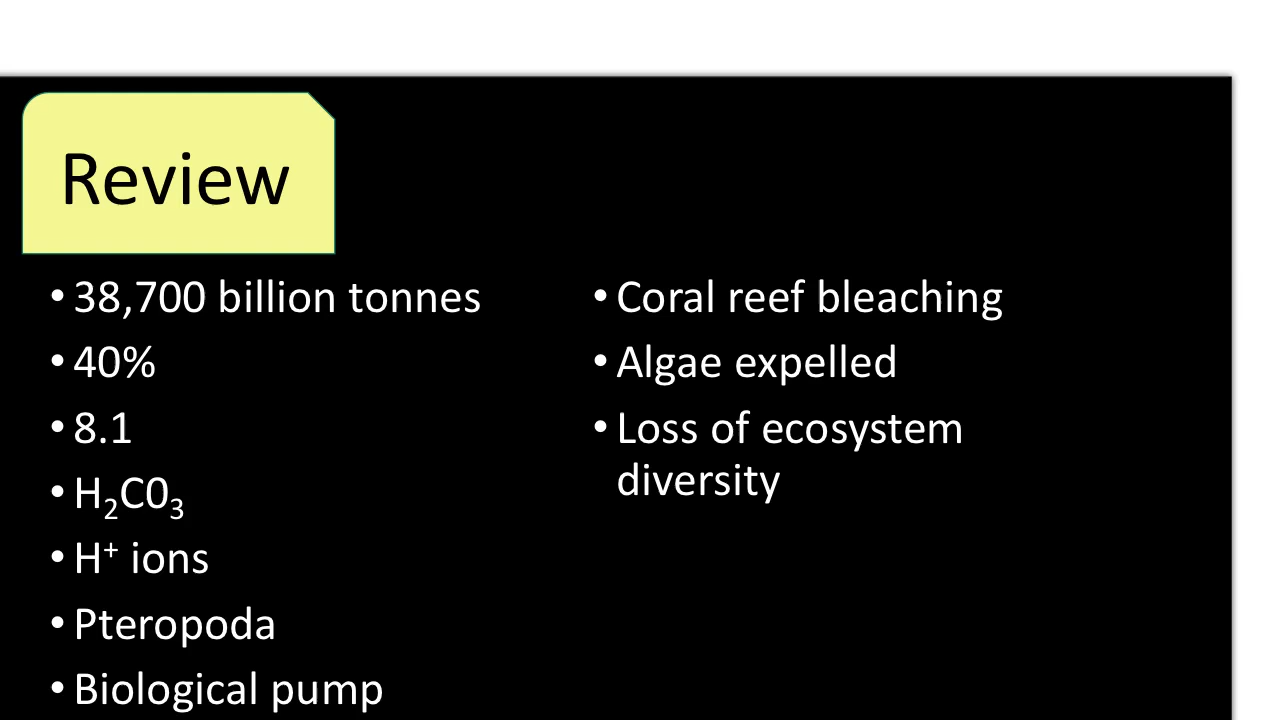 Review
• 38,700 billion tonnes
• 40%
• 8.1
• H₂C0₃
• H⁺ ions
• Pteropoda
• Biological pump
• Coral reef bleaching
• Algae expelled
• Loss of ecosystem
diversity